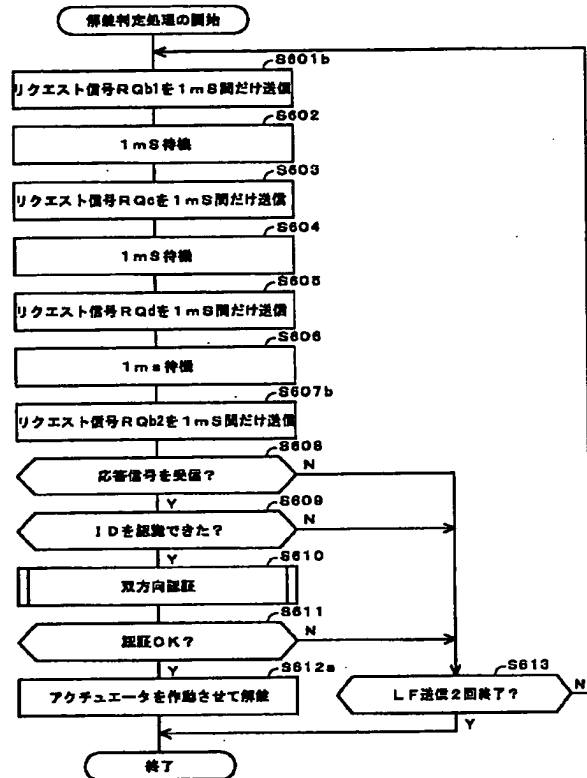 解錠判定処理の開始
S601b
リクエスト信号RQb1を1mS間だけ送信
S602
1mS待機
S603
リクエスト信号RQcを1mS間だけ送信
S604
1mS待機
S605
リクエスト信号RQdを1mS間だけ送信
S606
1ms待機
S607b
リクエスト信号RQb2を1mS間だけ送信
S608
応答信号を受信?
N
Y
S609
IDを認識できた?
N
Y
S610
双方向認証
S611
認証OK?
N
Y
S612a
アクチュエータを作動させて解錠
S613
LF送信2回終了?
N
Y
終了